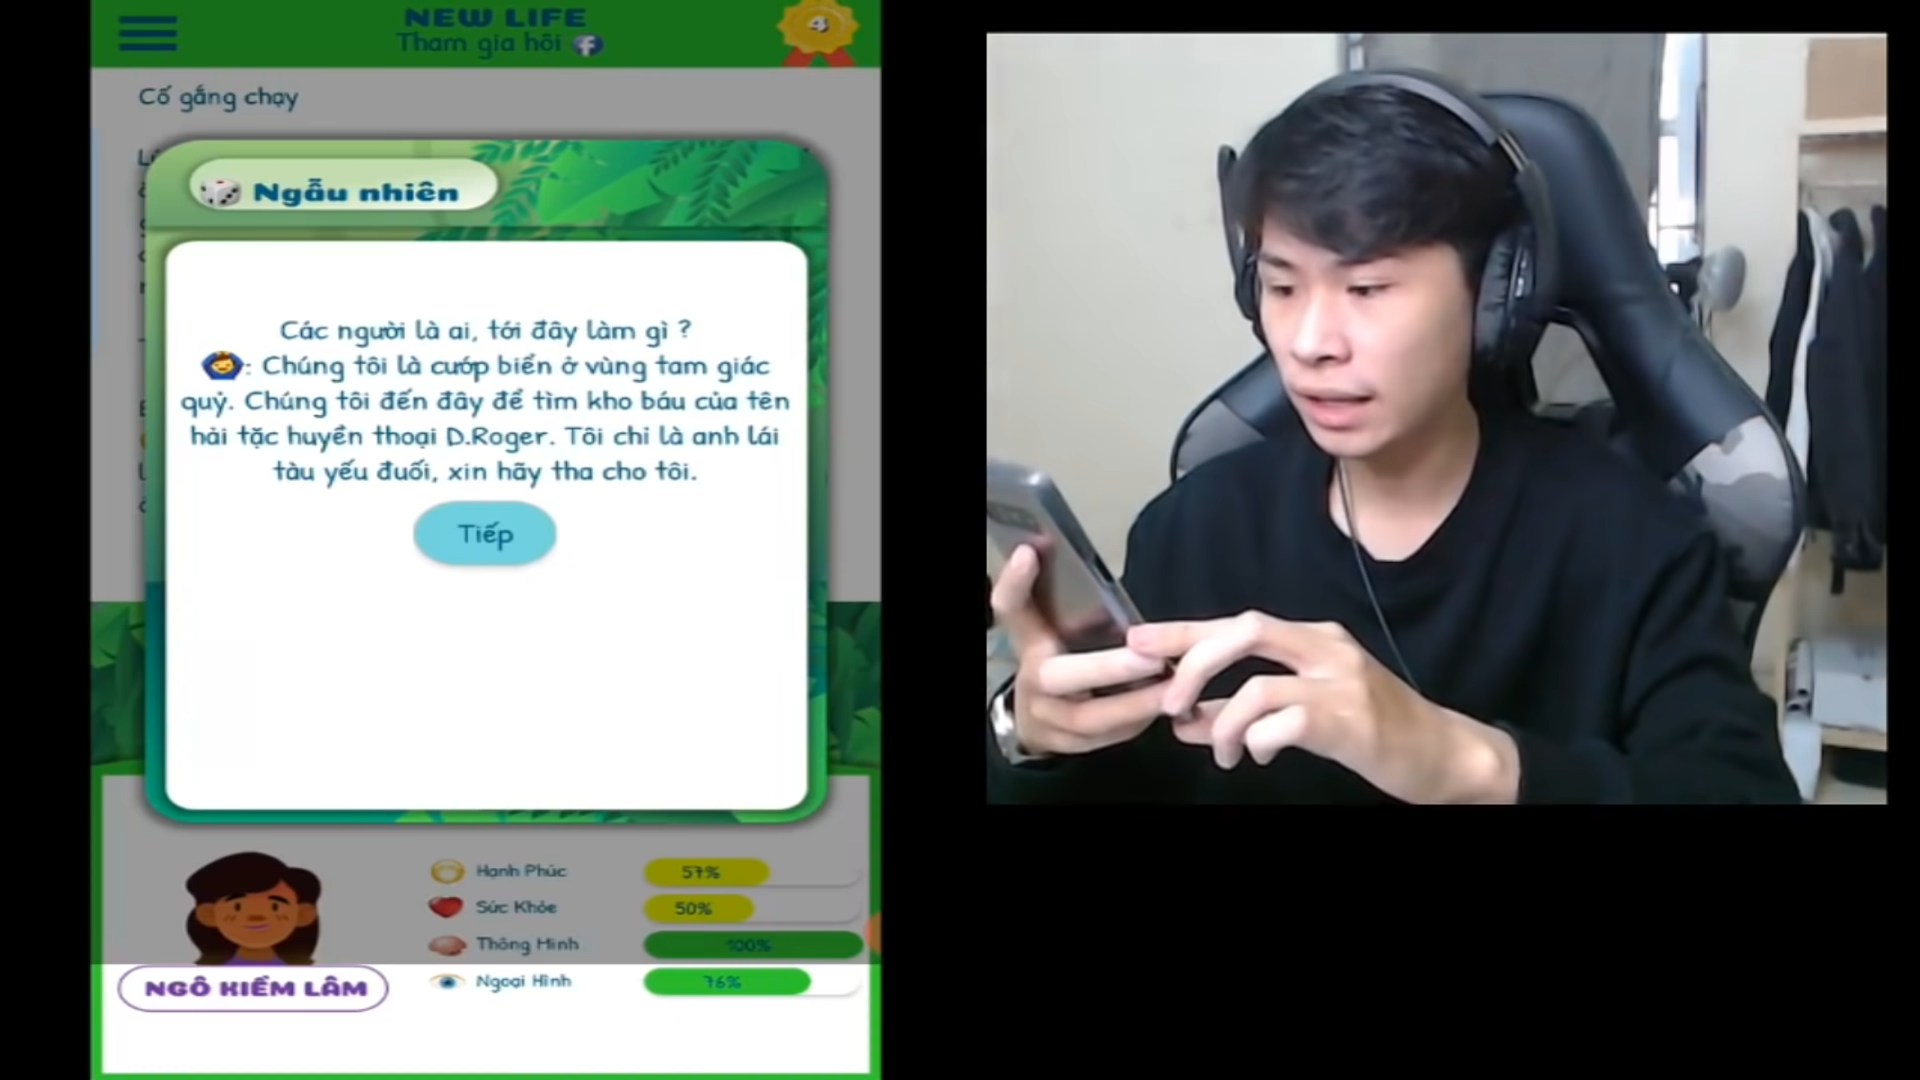 NEW LIFE
Tham gia hôi
4
Cố gắng chạy
Ngẫu nhiên
Các người là ai, tới đây làm gì ?
: Chúng tôi là cướp biển ở vùng tam giác
quỷ. Chúng tôi đến đây để tìm kho báu của tên
hải tặc huyền thoại D.Roger. Tôi chỉ là anh lái
tàu yếu đuối, xin hãy tha cho tôi.
Tiếp
Hạnh Phúc 57%
Sức Khỏe 50%
Thông Minh 100%
Ngoại Hình 76%
NGÔ KIỂM LÂM